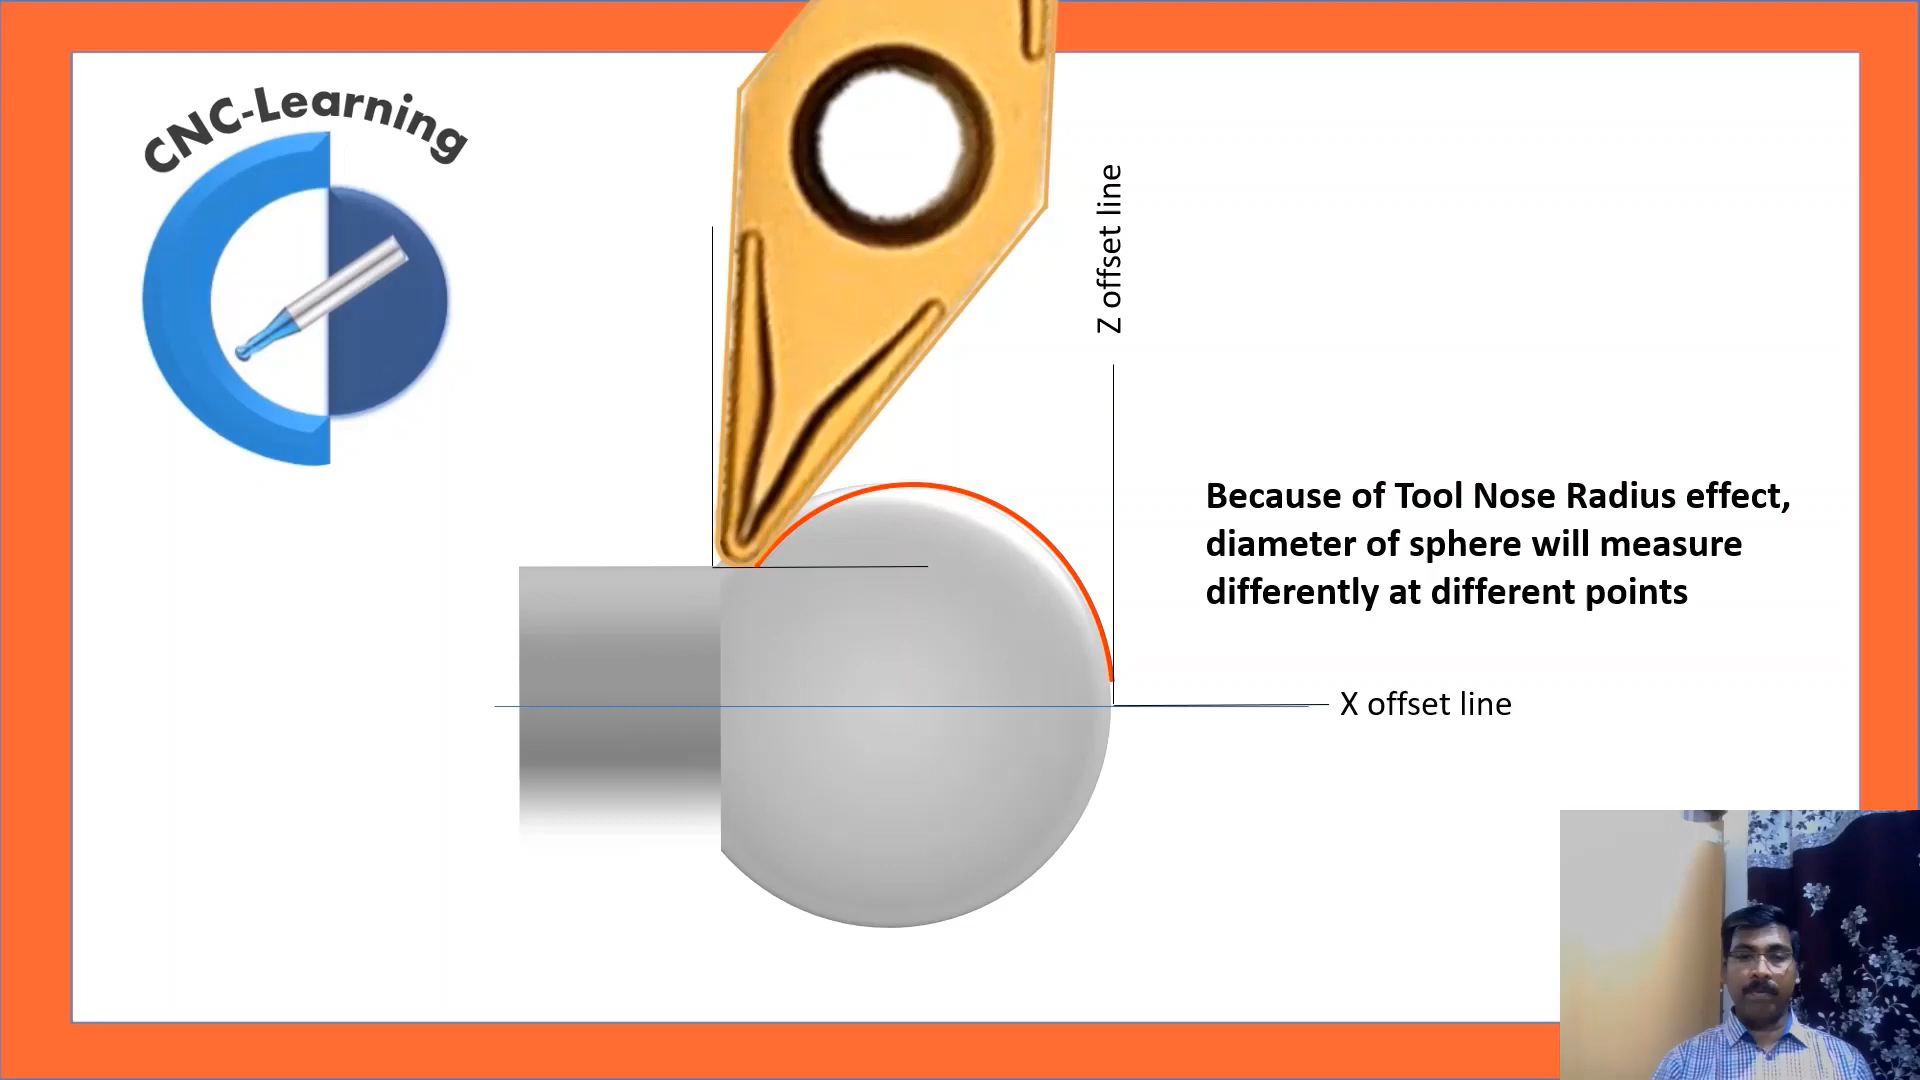 CNC-Learning
Z offset line
Because of Tool Nose Radius effect,
diameter of sphere will measure
differently at different points
X offset line